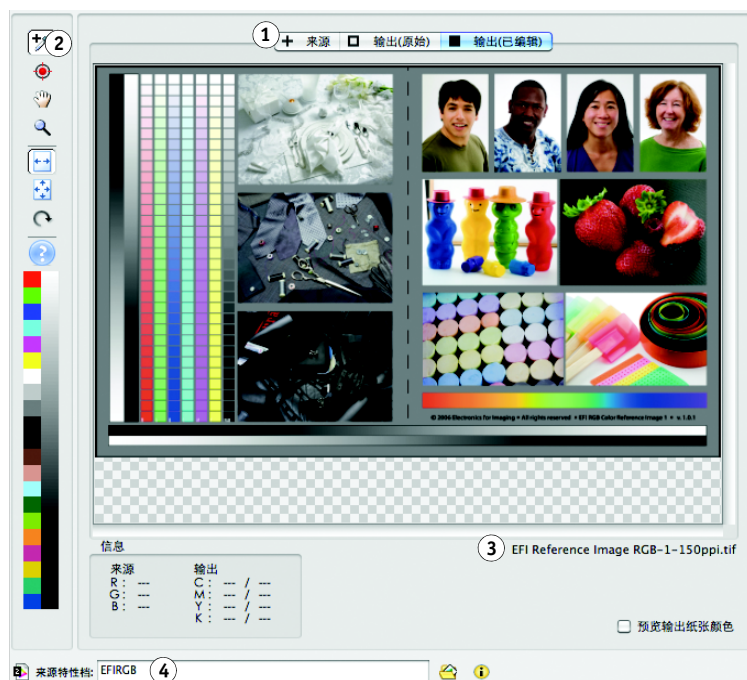 1 来源 输出(原始) 输出(已编辑)
2
© 2006 Electronics for Imaging • All rights reserved • EFI RGB Color Reference Image 1 • v.1.0.1
3 EFI Reference Image RGB-1-150ppi.tif
信息
来源 输出
R: --- C: --- / ---
G: --- M: --- / ---
B: --- Y: --- / ---
K: --- / ---
预览输出纸张颜色
来源特性档: EFIRGB 4